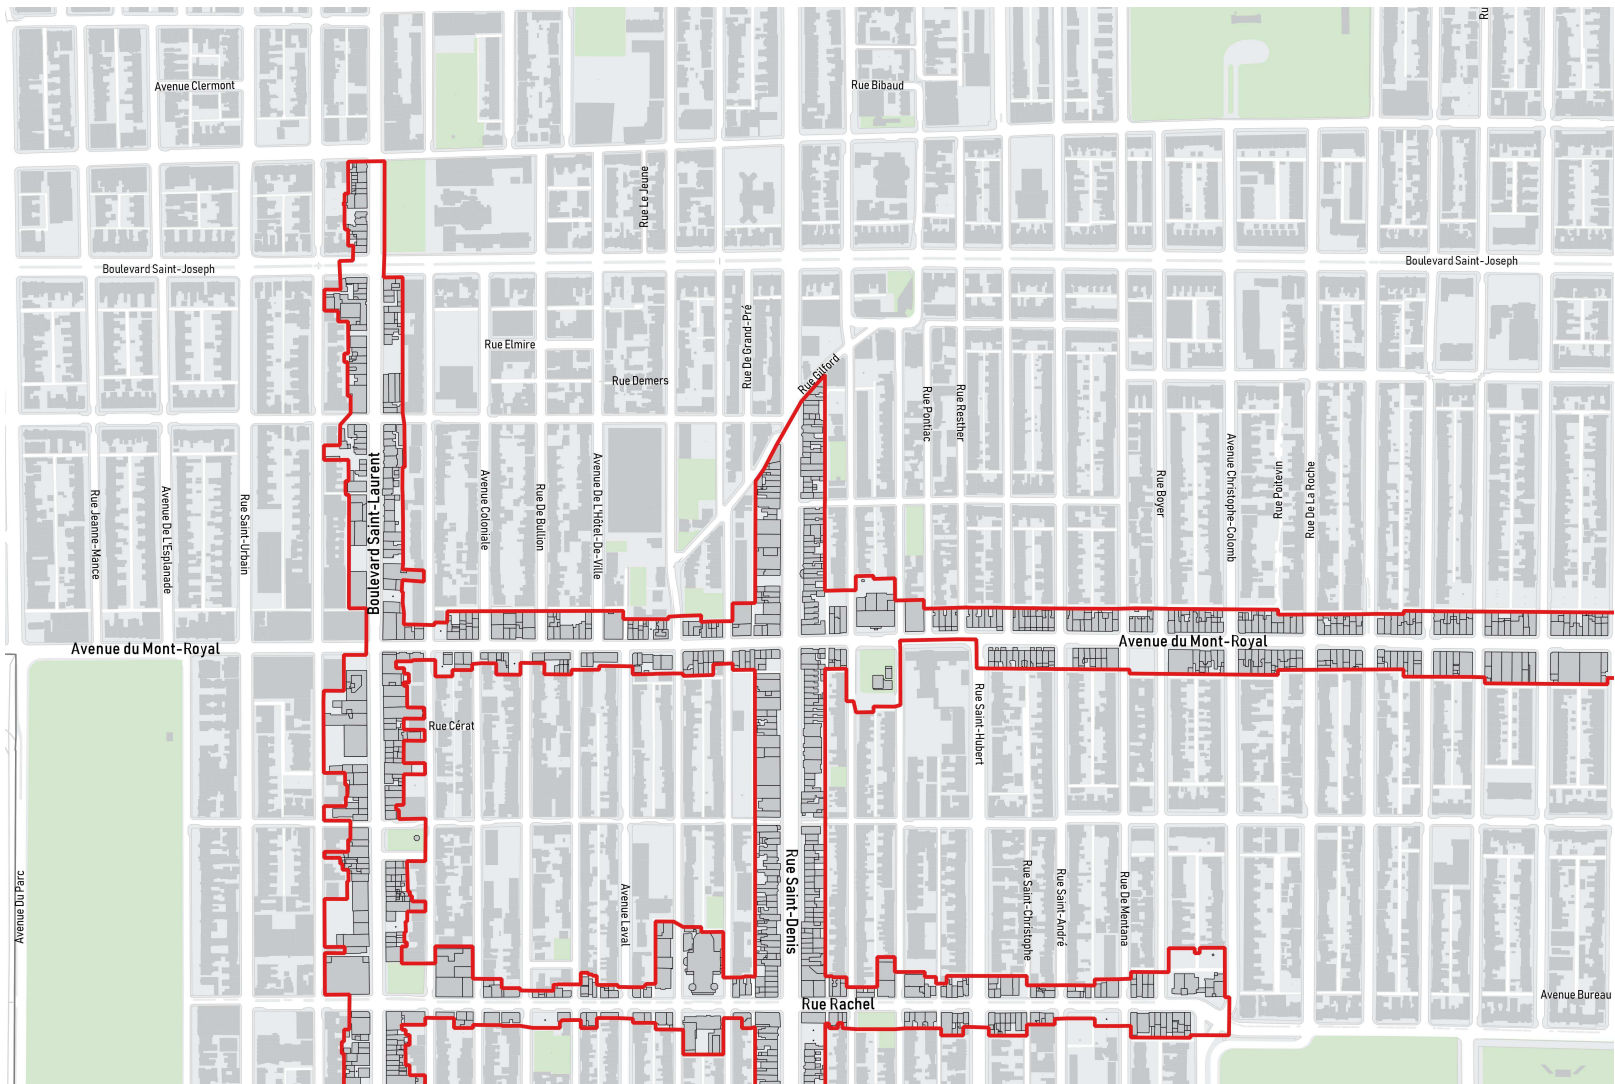 Ru
Avenue Clermont
Rue Bibaud
Rue Lejeune
Boulevard Saint-Joseph
Boulevard Saint-Joseph
Rue De Grand-Pré
Rue Elmire
Rue Gilford
Rue Demers
Rue Pontiac
Rue Resther
Boulevard Saint-Laurent
Rue Jeanne-Mance
Avenue De L'Esplanade
Rue Saint-Urbain
Avenue Coloniale
Rue De Bullion
Avenue De L'Hôtel-De-Ville
Rue Boyer
Avenue Christophe-Colomb
Rue Pontevin
Rue De La Roche
Avenue du Mont-Royal
Avenue du Mont-Royal
Rue Cérat
Rue Saint-Hubert
Avenue Du Parc
Avenue Laval
Rue Saint-Denis
Rue Saint-Christophe
Rue Saint-André
Rue De Mentana
Rue Rachel
Avenue Bureau